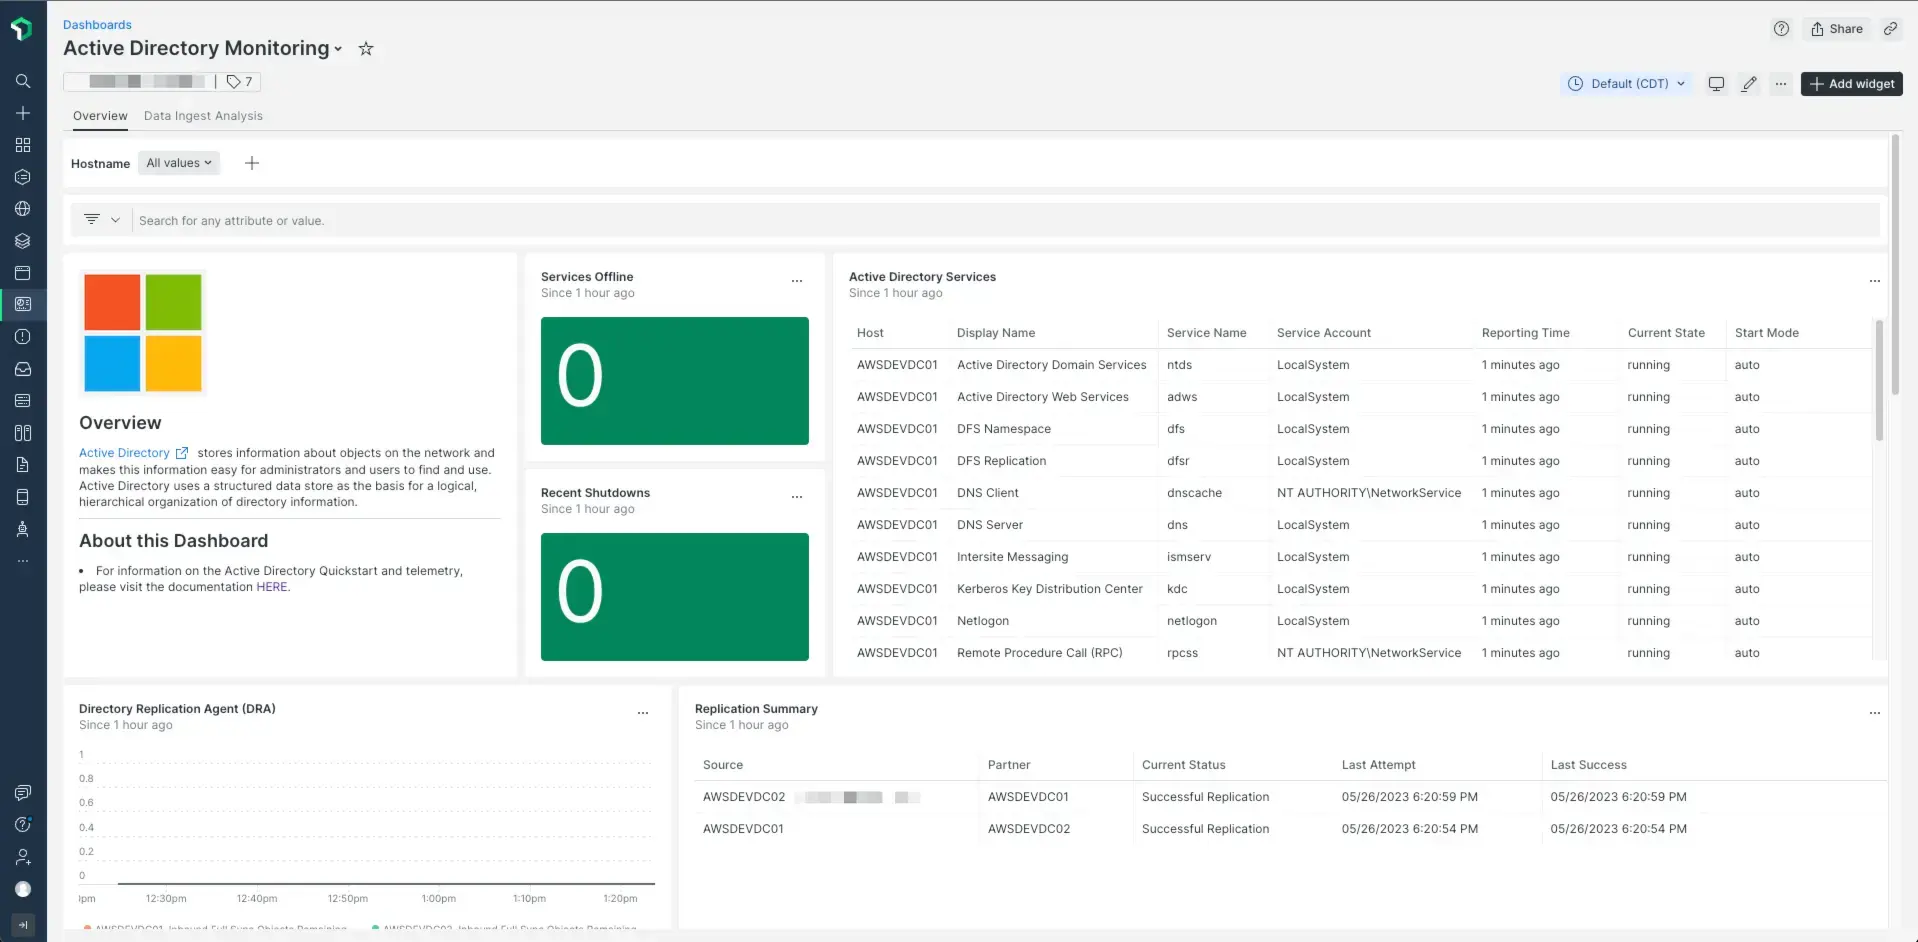 Dashboards
Active Directory Monitoring
Share
7
Default (CDT)
Add widget
Overview
Data Ingest Analysis
Hostname
All values
Search for any attribute or value.
Overview
Active Directory stores information about objects on the network and
makes this information easy for administrators and users to find and use.
Active Directory uses a structured data store as the basis for a logical,
hierarchical organization of directory information.
About this Dashboard
• For information on the Active Directory Quickstart and telemetry,
please visit the documentation HERE.
Services Offline
Since 1 hour ago
0
Recent Shutdowns
Since 1 hour ago
0
Active Directory Services
Since 1 hour ago
Host Display Name Service Name Service Account Reporting Time Current State Start Mode
AWSDEVDC01 Active Directory Domain Services ntds LocalSystem 1 minutes ago running auto
AWSDEVDC01 Active Directory Web Services adws LocalSystem 1 minutes ago running auto
AWSDEVDC01 DFS Namespace dfs LocalSystem 1 minutes ago running auto
AWSDEVDC01 DFS Replication dfsr LocalSystem 1 minutes ago running auto
AWSDEVDC01 DNS Client dnscache NT AUTHORITY\NetworkService 1 minutes ago running auto
AWSDEVDC01 DNS Server dns LocalSystem 1 minutes ago running auto
AWSDEVDC01 Intersite Messaging ismserv LocalSystem 1 minutes ago running auto
AWSDEVDC01 Kerberos Key Distribution Center kdc LocalSystem 1 minutes ago running auto
AWSDEVDC01 Netlogon netlogon LocalSystem 1 minutes ago running auto
AWSDEVDC01 Remote Procedure Call (RPC) rpcss NT AUTHORITY\NetworkService 1 minutes ago running auto
Directory Replication Agent (DRA)
Since 1 hour ago
1
0.8
0.6
0.4
0.2
0
12:30pm 12:40pm 12:50pm 1:00pm 1:10pm 1:20pm
Replication Summary
Since 1 hour ago
Source Partner Current Status Last Attempt Last Success
AWSDEVDC02 AWSDEVDC01 Successful Replication 05/26/2023 6:20:59 PM 05/26/2023 6:20:59 PM
AWSDEVDC01 AWSDEVDC02 Successful Replication 05/26/2023 6:20:54 PM 05/26/2023 6:20:54 PM